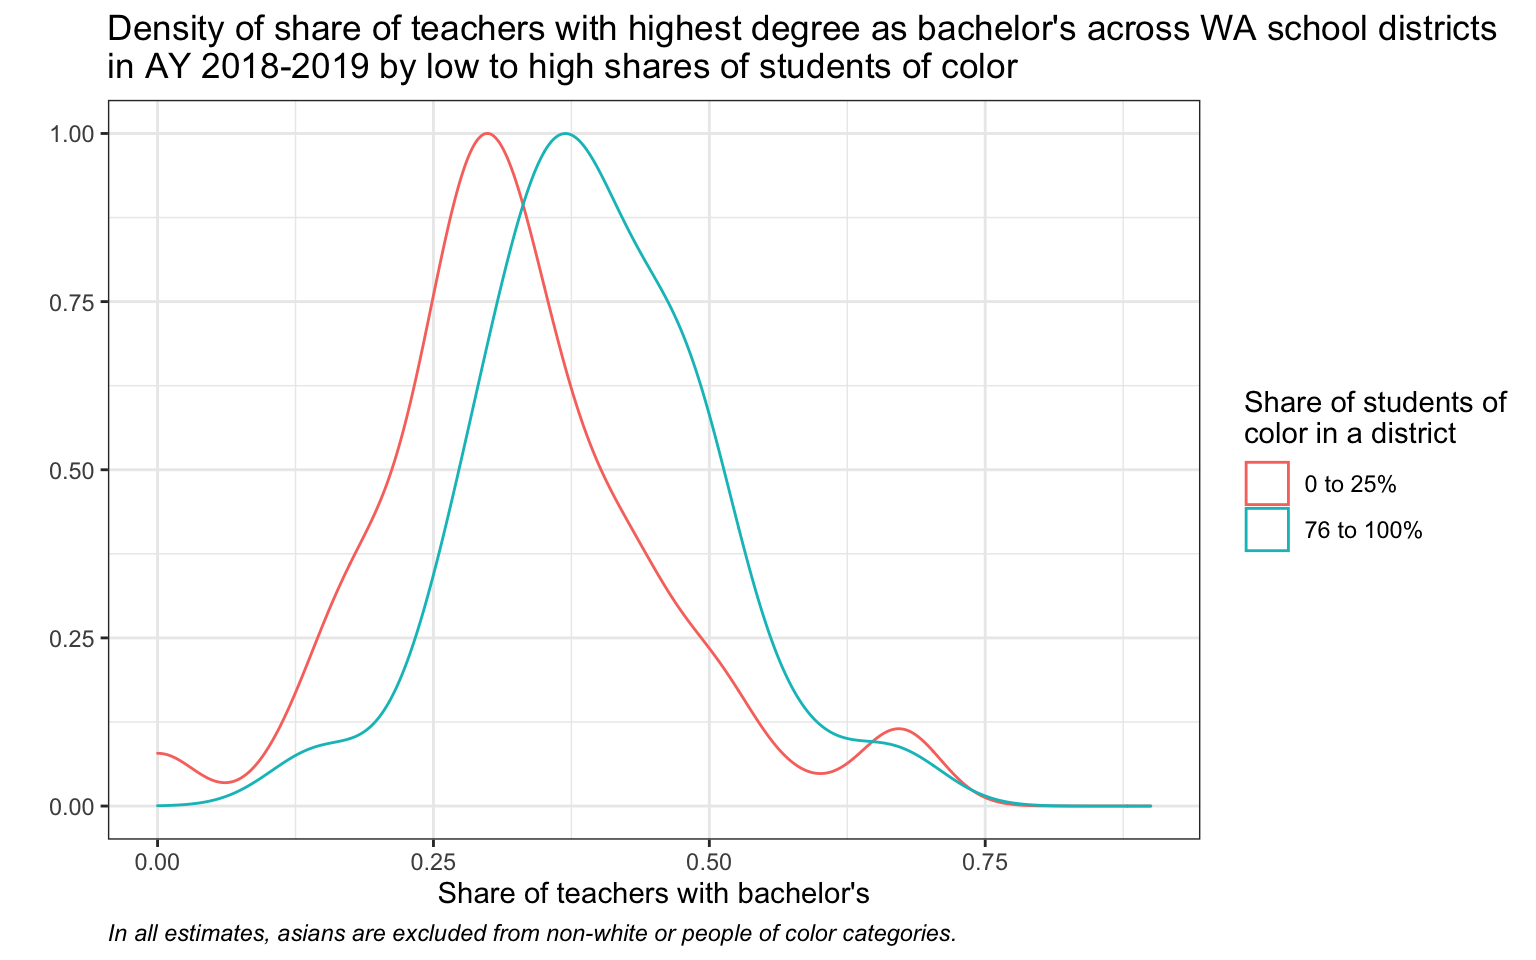 Density of share of teachers with highest degree as bachelor's across WA school districts
in AY 2018-2019 by low to high shares of students of color
1.00
0.75
0.50
0.25
0.00
0.00
0.25
0.50
0.75
Share of teachers with bachelor's
In all estimates, asians are excluded from non-white or people of color categories.
Share of students of
color in a district
0 to 25%
76 to 100%